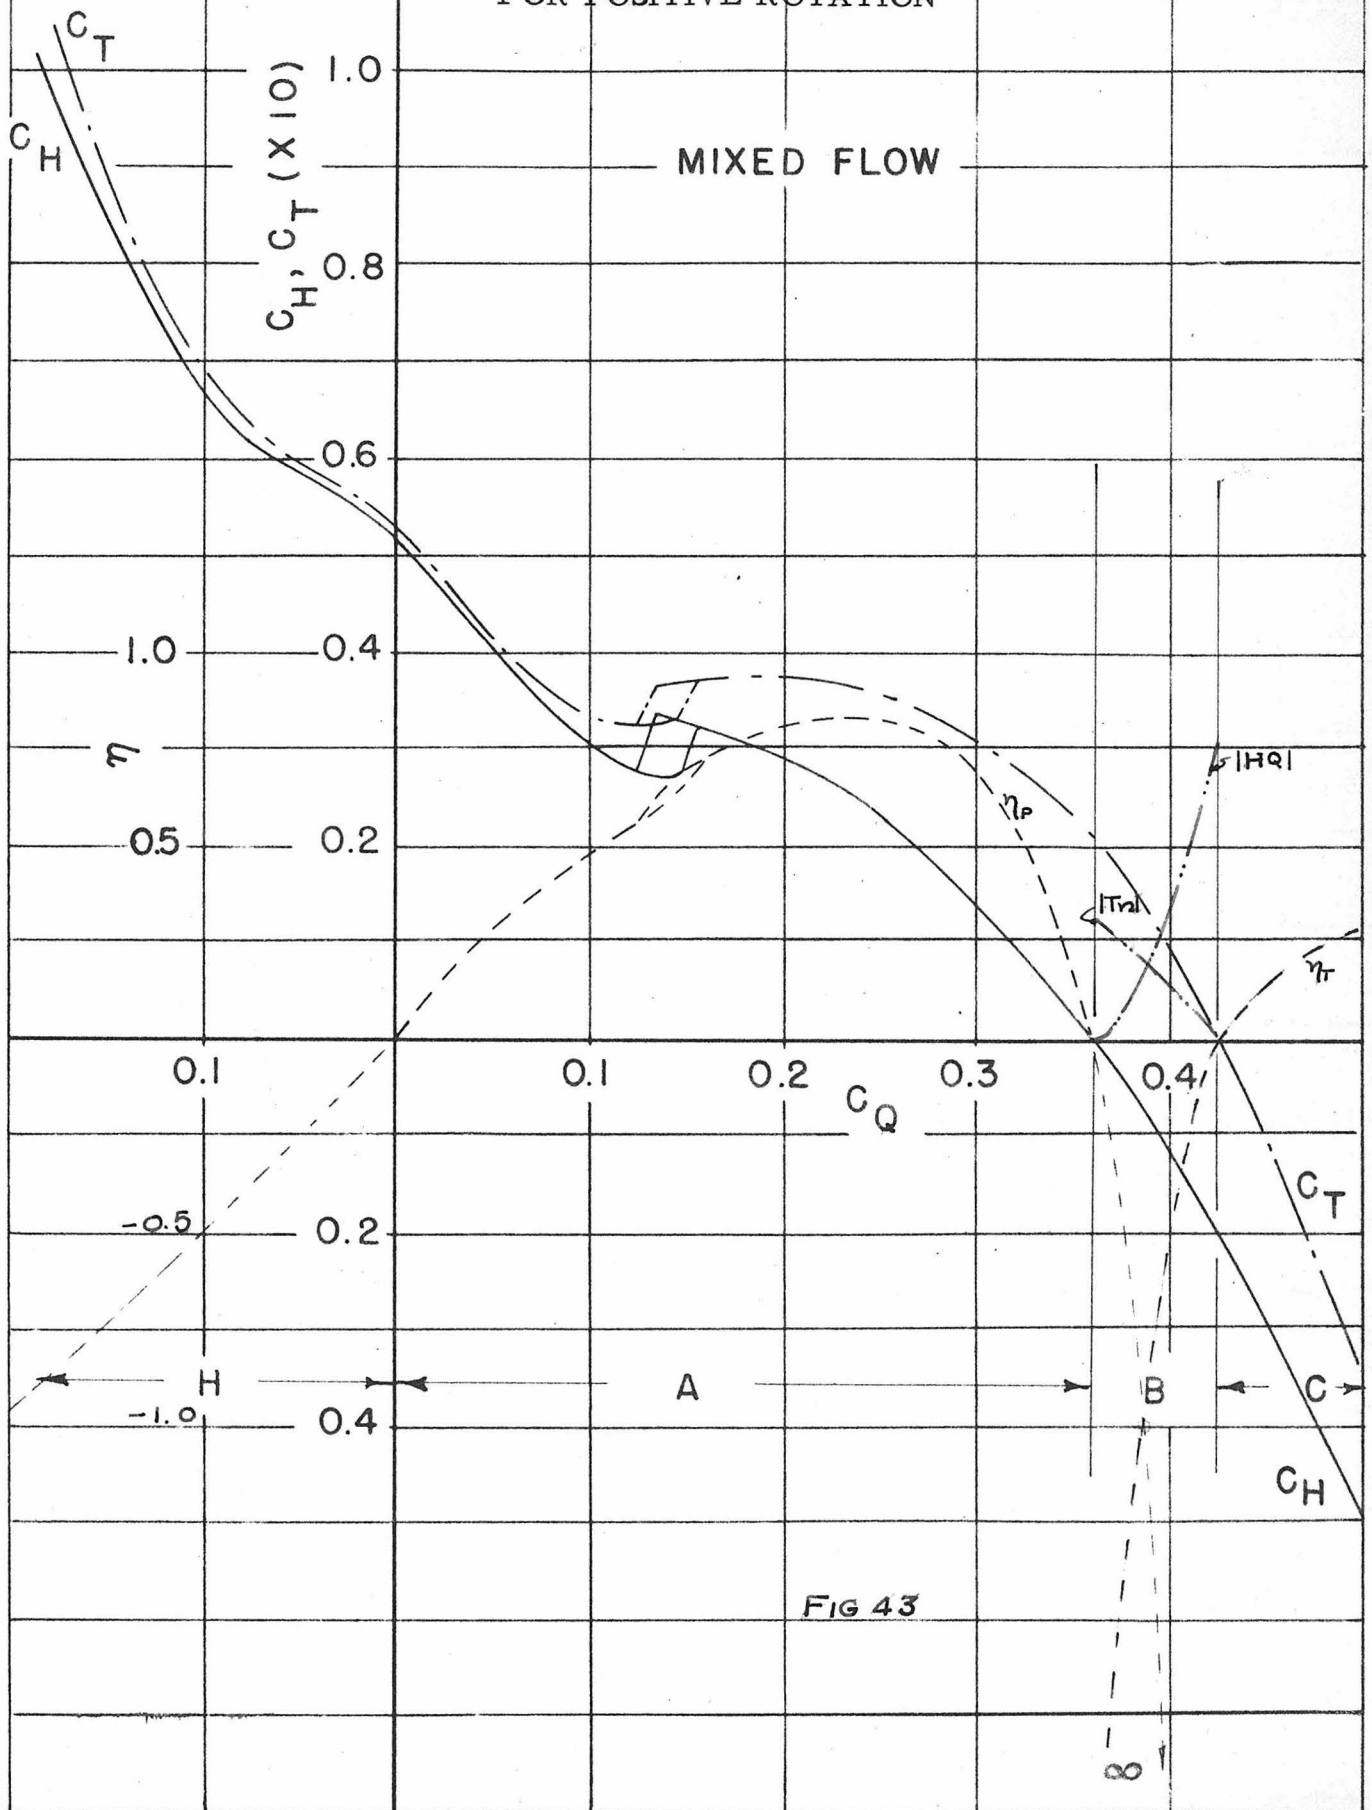 FOR POSITIVE ROTATION
C_T
C_H
C_H, C_T (X 10)
1.0
MIXED FLOW
0.8
0.6
1.0
0.4
η
0.5
0.2
η_P
|HQ|
|Tn|
η_T
0.1
0.1
0.2
0.3
0.4
C_Q
-0.5
0.2
C_T
H
A
B
C
-1.0
0.4
C_H
FIG 43
∞